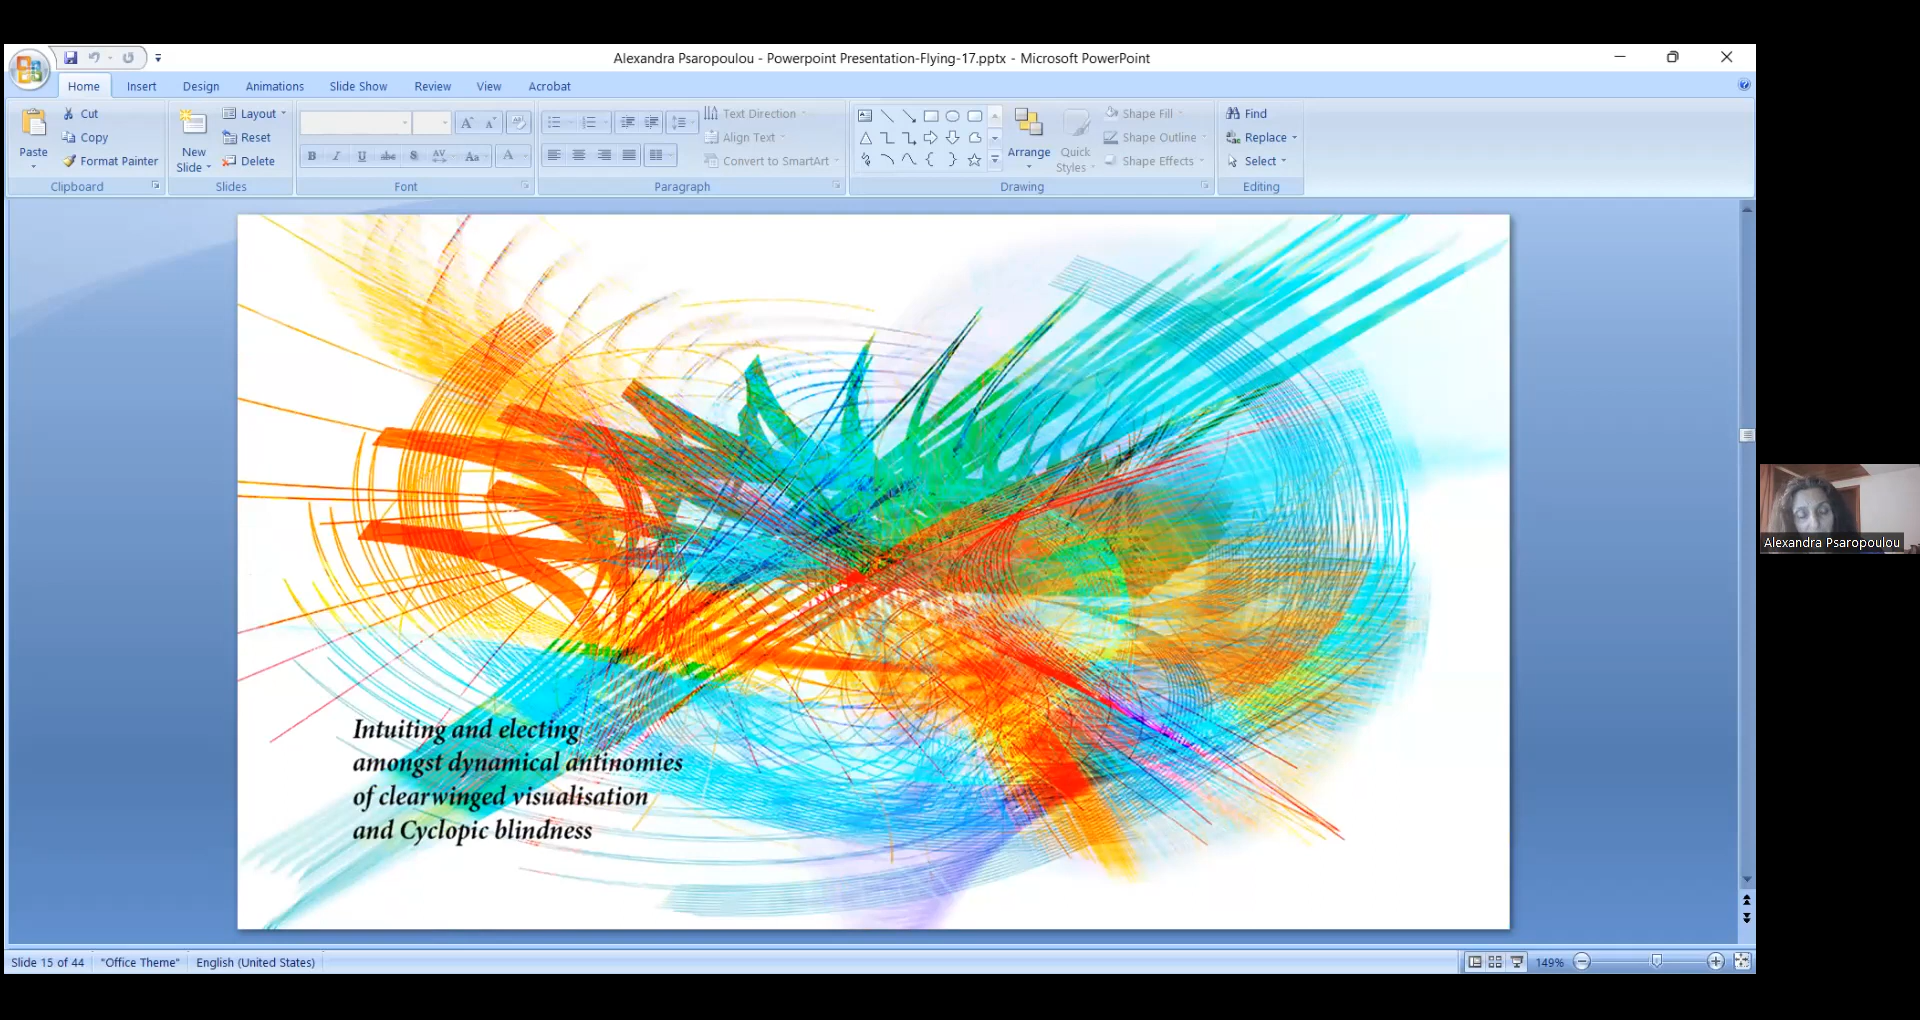 Alexandra Psaropoulou - Powerpoint Presentation-Flying-17.pptx - Microsoft PowerPoint
Home Insert Design Animations Slide Show Review View Acrobat
Paste
Cut
Copy
Format Painter
Clipboard
New Slide
Layout
Reset
Delete
Slides
B I U abc S AV Aa A
Font
Text Direction
Align Text
Convert to SmartArt
Paragraph
Arrange
Quick Styles
Shape Fill
Shape Outline
Shape Effects
Drawing
Find
Replace
Select
Editing
Intuiting and electing
amongst dynamical antinomies
of clearwinged visualisation
and Cyclopic blindness
Alexandra Psaropoulou
Slide 15 of 44 "Office Theme" English (United States) 149%